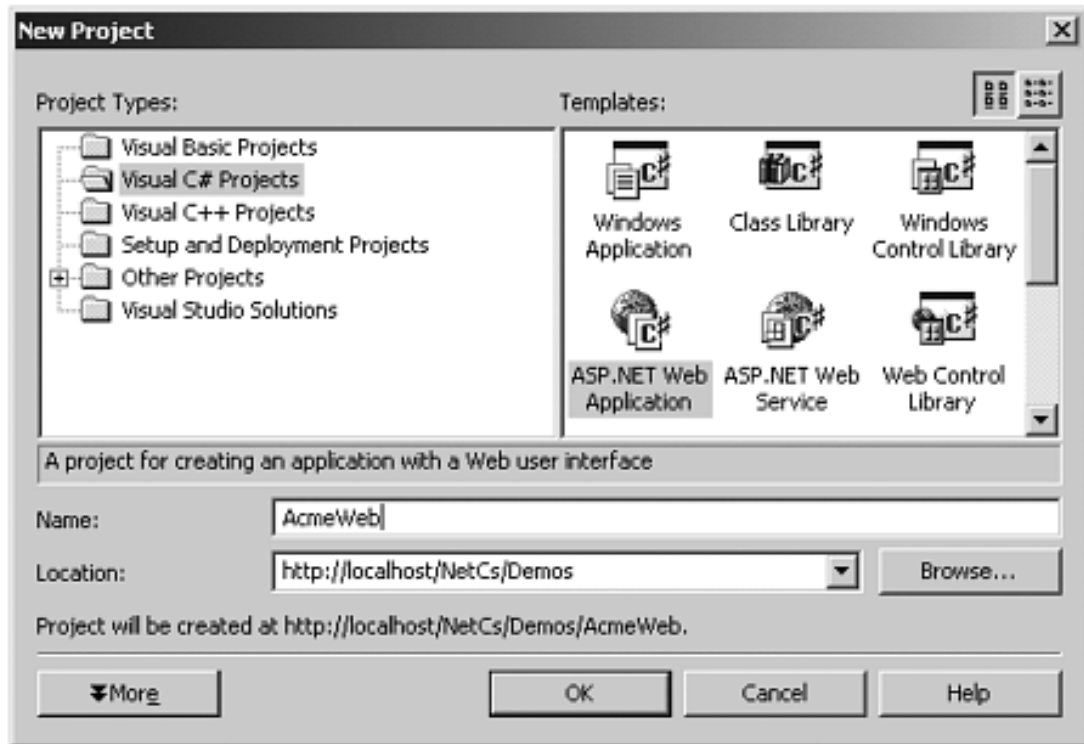 New Project
Project Types:
Templates:
Visual Basic Projects
Visual C# Projects
Visual C++ Projects
Setup and Deployment Projects
Other Projects
Visual Studio Solutions
Windows Application
Class Library
Windows Control Library
ASP.NET Web Application
ASP.NET Web Service
Web Control Library
A project for creating an application with a Web user interface
Name:
AcmeWeb
Location:
http://localhost/NetCs/Demos
Browse...
Project will be created at http://localhost/NetCs/Demos/AcmeWeb.
More
OK
Cancel
Help